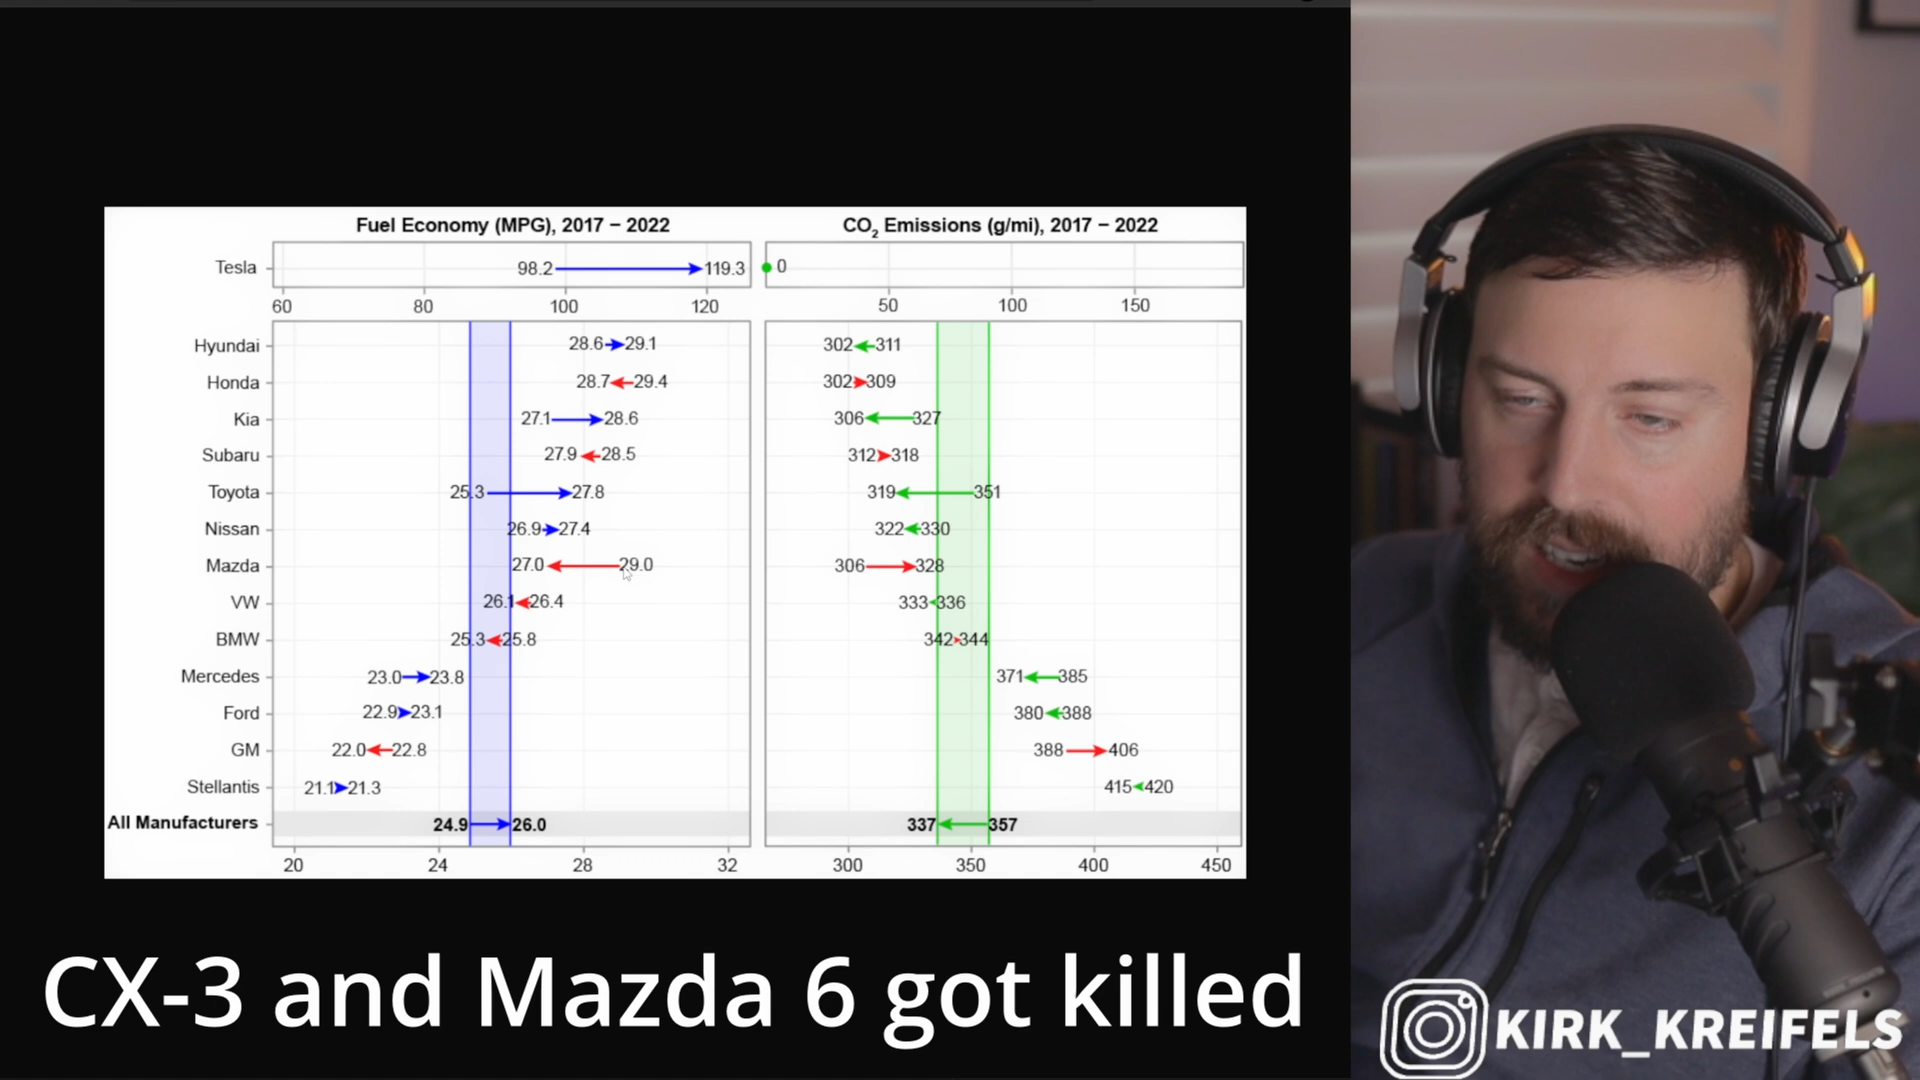 Fuel Economy (MPG), 2017 – 2022
CO2 Emissions (g/mi), 2017 – 2022
Tesla 98.2 119.3 0
60 80 100 120 50 100 150
Hyundai 28.6 29.1 302 311
Honda 28.7 29.4 302 309
Kia 27.1 28.6 306 327
Subaru 27.9 28.5 312 318
Toyota 25.3 27.8 319 351
Nissan 26.9 27.4 322 330
Mazda 27.0 29.0 306 328
VW 26.1 26.4 333 336
BMW 25.3 25.8 342 344
Mercedes 23.0 23.8 371 385
Ford 22.9 23.1 380 388
GM 22.0 22.8 388 406
Stellantis 21.1 21.3 415 420
All Manufacturers 24.9 26.0 337 357
20 24 28 32 300 350 400 450
CX-3 and Mazda 6 got killed
KIRK_KREIFELS